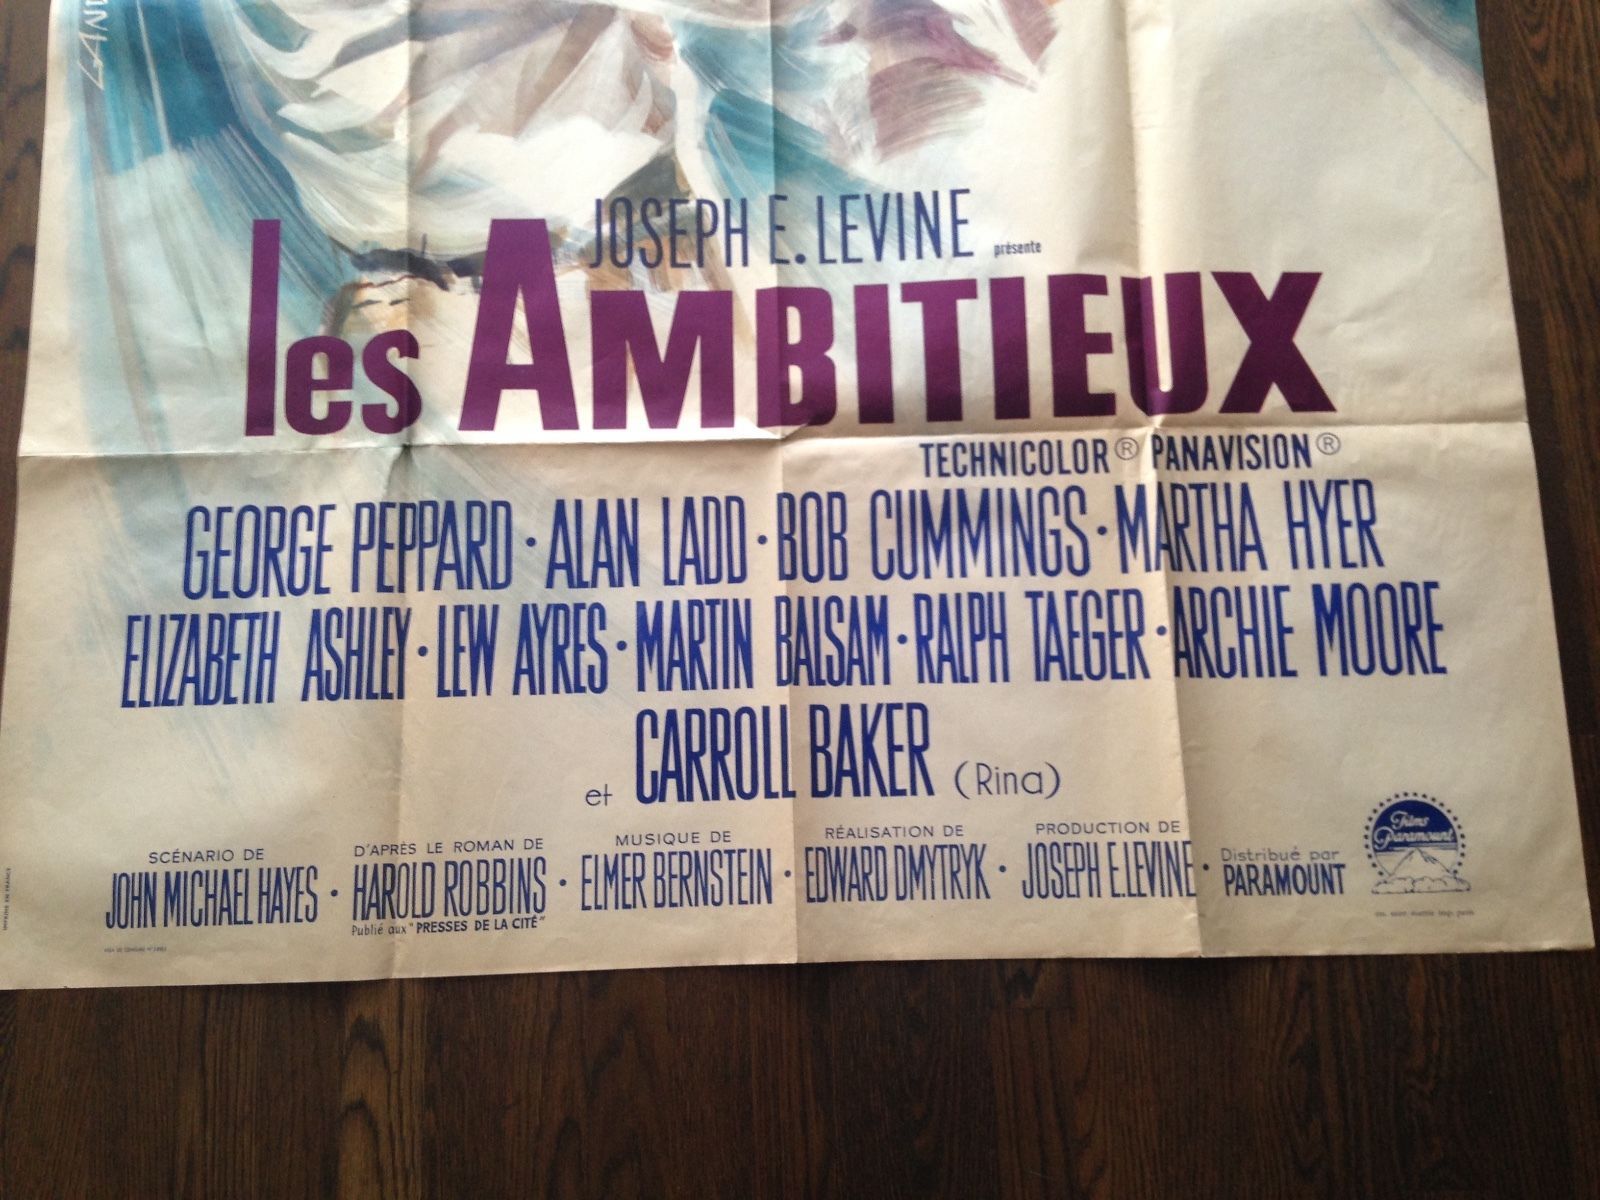 JOSEPH E. LEVINE présente
les AMBITIEUX
TECHNICOLOR® PANAVISION®
GEORGE PEPPARD · ALAN LADD · BOB CUMMINGS · MARTHA HYER
ELIZABETH ASHLEY · LEW AYRES · MARTIN BALSAM · RALPH TAEGER · ARCHIE MOORE
et CARROLL BAKER (Rina)
SCÉNARIO DE
JOHN MICHAEL HAYES ·
D'APRÈS LE ROMAN DE
HAROLD ROBBINS ·
Publié aux "PRESSES DE LA CITÉ"
MUSIQUE DE
ELMER BERNSTEIN ·
RÉALISATION DE
EDWARD DMYTRYK ·
PRODUCTION DE
JOSEPH E. LEVINE ·
Distribué par
PARAMOUNT
Films
Paramount
IMPRIMÉ EN FRANCE